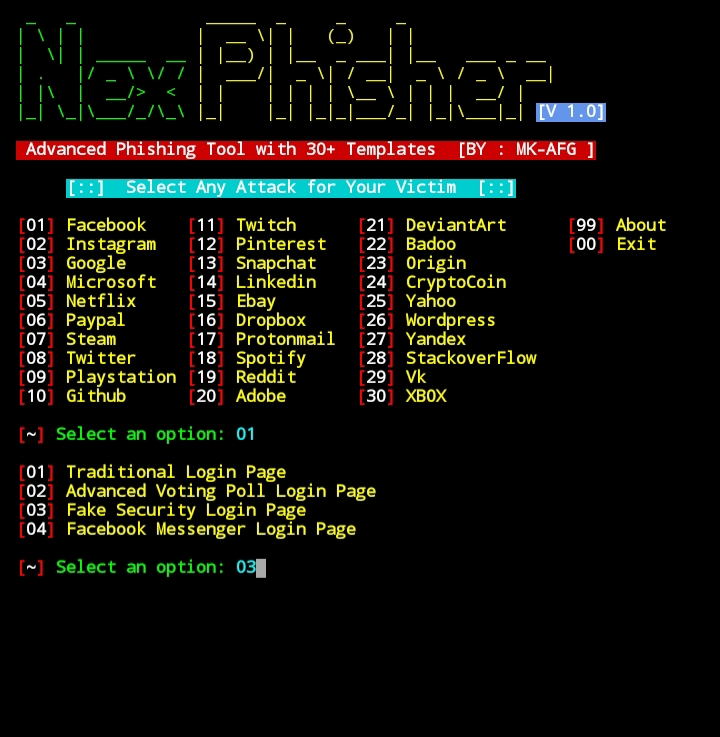 NexPhisher
[V 1.0]
Advanced Phishing Tool with 30+ Templates [BY : MK-AFG ]
[::] Select Any Attack for Your Victim [::]
[01] Facebook [11] Twitch [21] DeviantArt [99] About
[02] Instagram [12] Pinterest [22] Badoo [00] Exit
[03] Google [13] Snapchat [23] Origin
[04] Microsoft [14] Linkedin [24] CryptoCoin
[05] Netflix [15] Ebay [25] Yahoo
[06] Paypal [16] Dropbox [26] Wordpress
[07] Steam [17] Protonmail [27] Yandex
[08] Twitter [18] Spotify [28] StackoverFlow
[09] Playstation [19] Reddit [29] Vk
[10] Github [20] Adobe [30] XBOX
[~] Select an option: 01
[01] Traditional Login Page
[02] Advanced Voting Poll Login Page
[03] Fake Security Login Page
[04] Facebook Messenger Login Page
[~] Select an option: 03